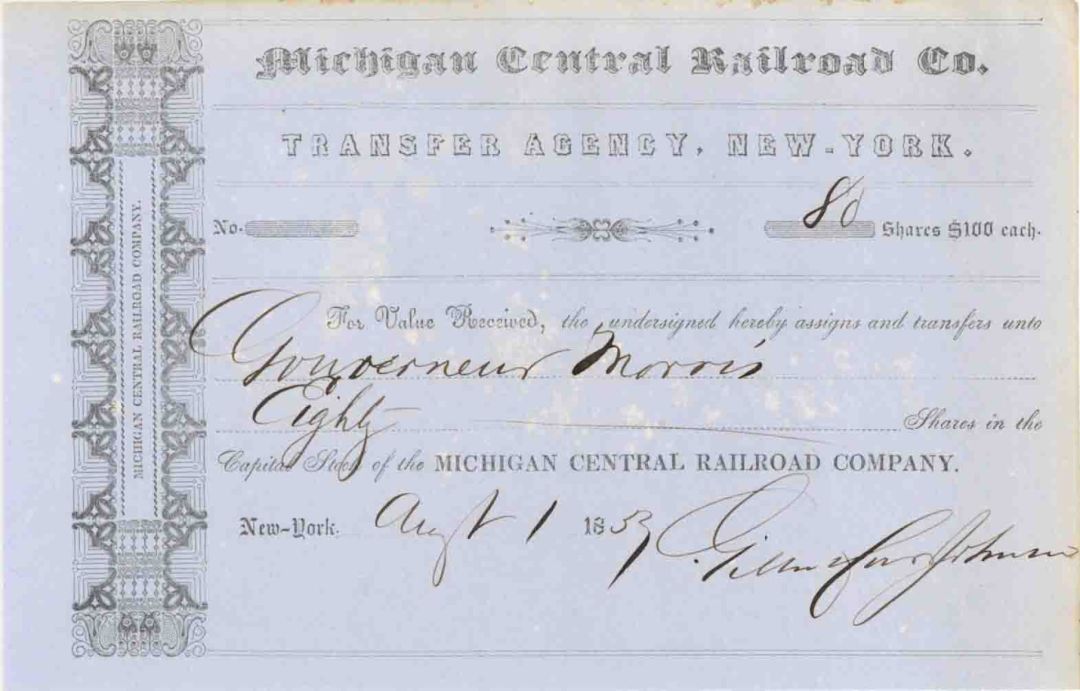 Michigan Central Railroad Co.
TRANSFER AGENCY, NEW-YORK.
No. 80 Shares $100 each.
For Value Received, the undersigned hereby assigns and transfers unto
Gouverneur Morris
Eighty Shares in the
Capital Stock of the MICHIGAN CENTRAL RAILROAD COMPANY.
New-York, Augt 1 185
MICHIGAN CENTRAL RAILROAD COMPANY.